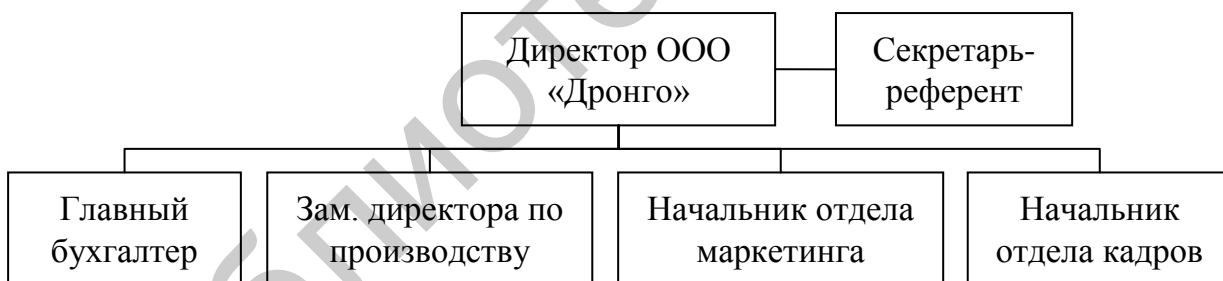 Директор ООО
«Дронго»
Секретарь-
референт
Главный
бухгалтер
Зам. директора по
производству
Начальник отдела
маркетинга
Начальник
отдела кадров